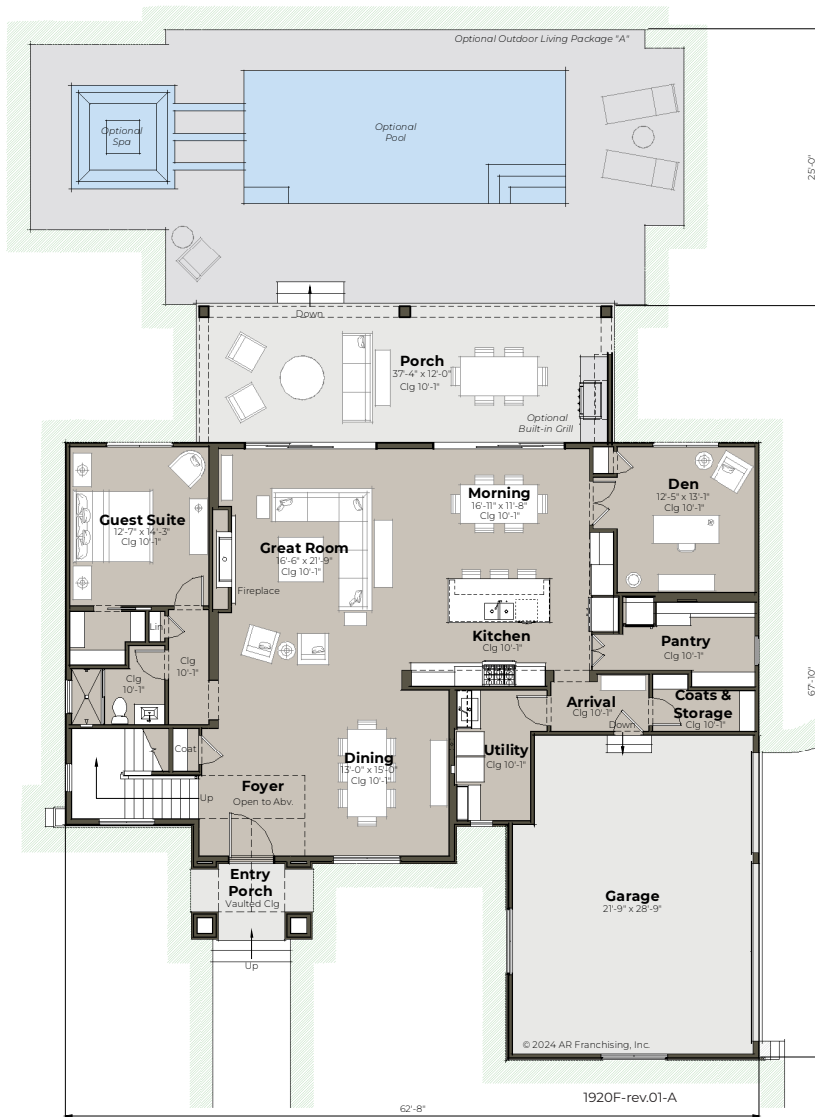 Optional Outdoor Living Package "A"
Optional
Spa
Optional
Pool
25'-0"
Down
Porch
37'-4" x 12'-0"
Clg 10'-1"
Optional
Built-in Grill
Guest Suite
12'-7" x 14'-3"
Clg 10'-1"
Great Room
16'-6" x 21'-9"
Clg 10'-1"
Fireplace
Morning
16'-11" x 11'-8"
Clg 10'-1"
Den
12'-5" x 13'-1"
Clg 10'-1"
Kitchen
Clg 10'-1"
Pantry
Clg 10'-1"
Lin
Clg
10'-1"
Clg
10'-1"
67'-10"
Arrival
Clg 10'-1"
Down
Coats &
Storage
Clg 10'-1"
Coat
Utility
Clg 10'-1"
Dining
13'-0" x 15'-0"
Clg 10'-1"
Foyer
Open to Abv.
Up
Entry
Porch
Vaulted Clg
Up
Garage
21'-9" x 28'-9"
© 2024 AR Franchising, Inc.
1920F-rev.01-A
62'-8"